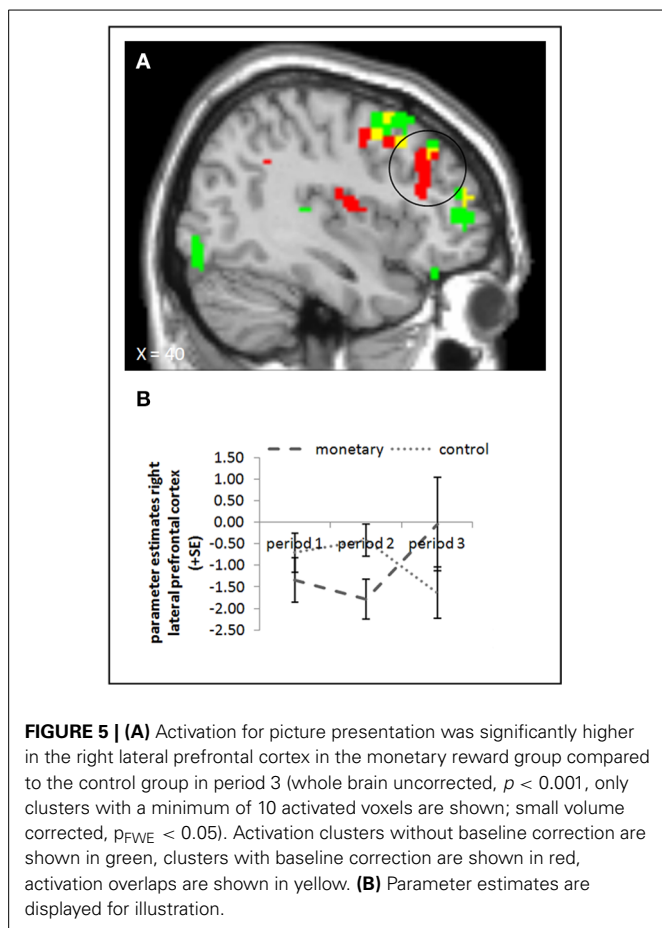 A
X = 40
B
monetary control
1.50
1.00
0.50
0.00
-0.50
-1.00
-1.50
-2.00
-2.50
period 1 period 2 period 3
parameter estimates right
lateral prefrontal cortex
(+SE)
FIGURE 5 | (A) Activation for picture presentation was significantly higher
in the right lateral prefrontal cortex in the monetary reward group compared
to the control group in period 3 (whole brain uncorrected, p < 0.001, only
clusters with a minimum of 10 activated voxels are shown; small volume
corrected, pFWE < 0.05). Activation clusters without baseline correction are
shown in green, clusters with baseline correction are shown in red,
activation overlaps are shown in yellow. (B) Parameter estimates are
displayed for illustration.